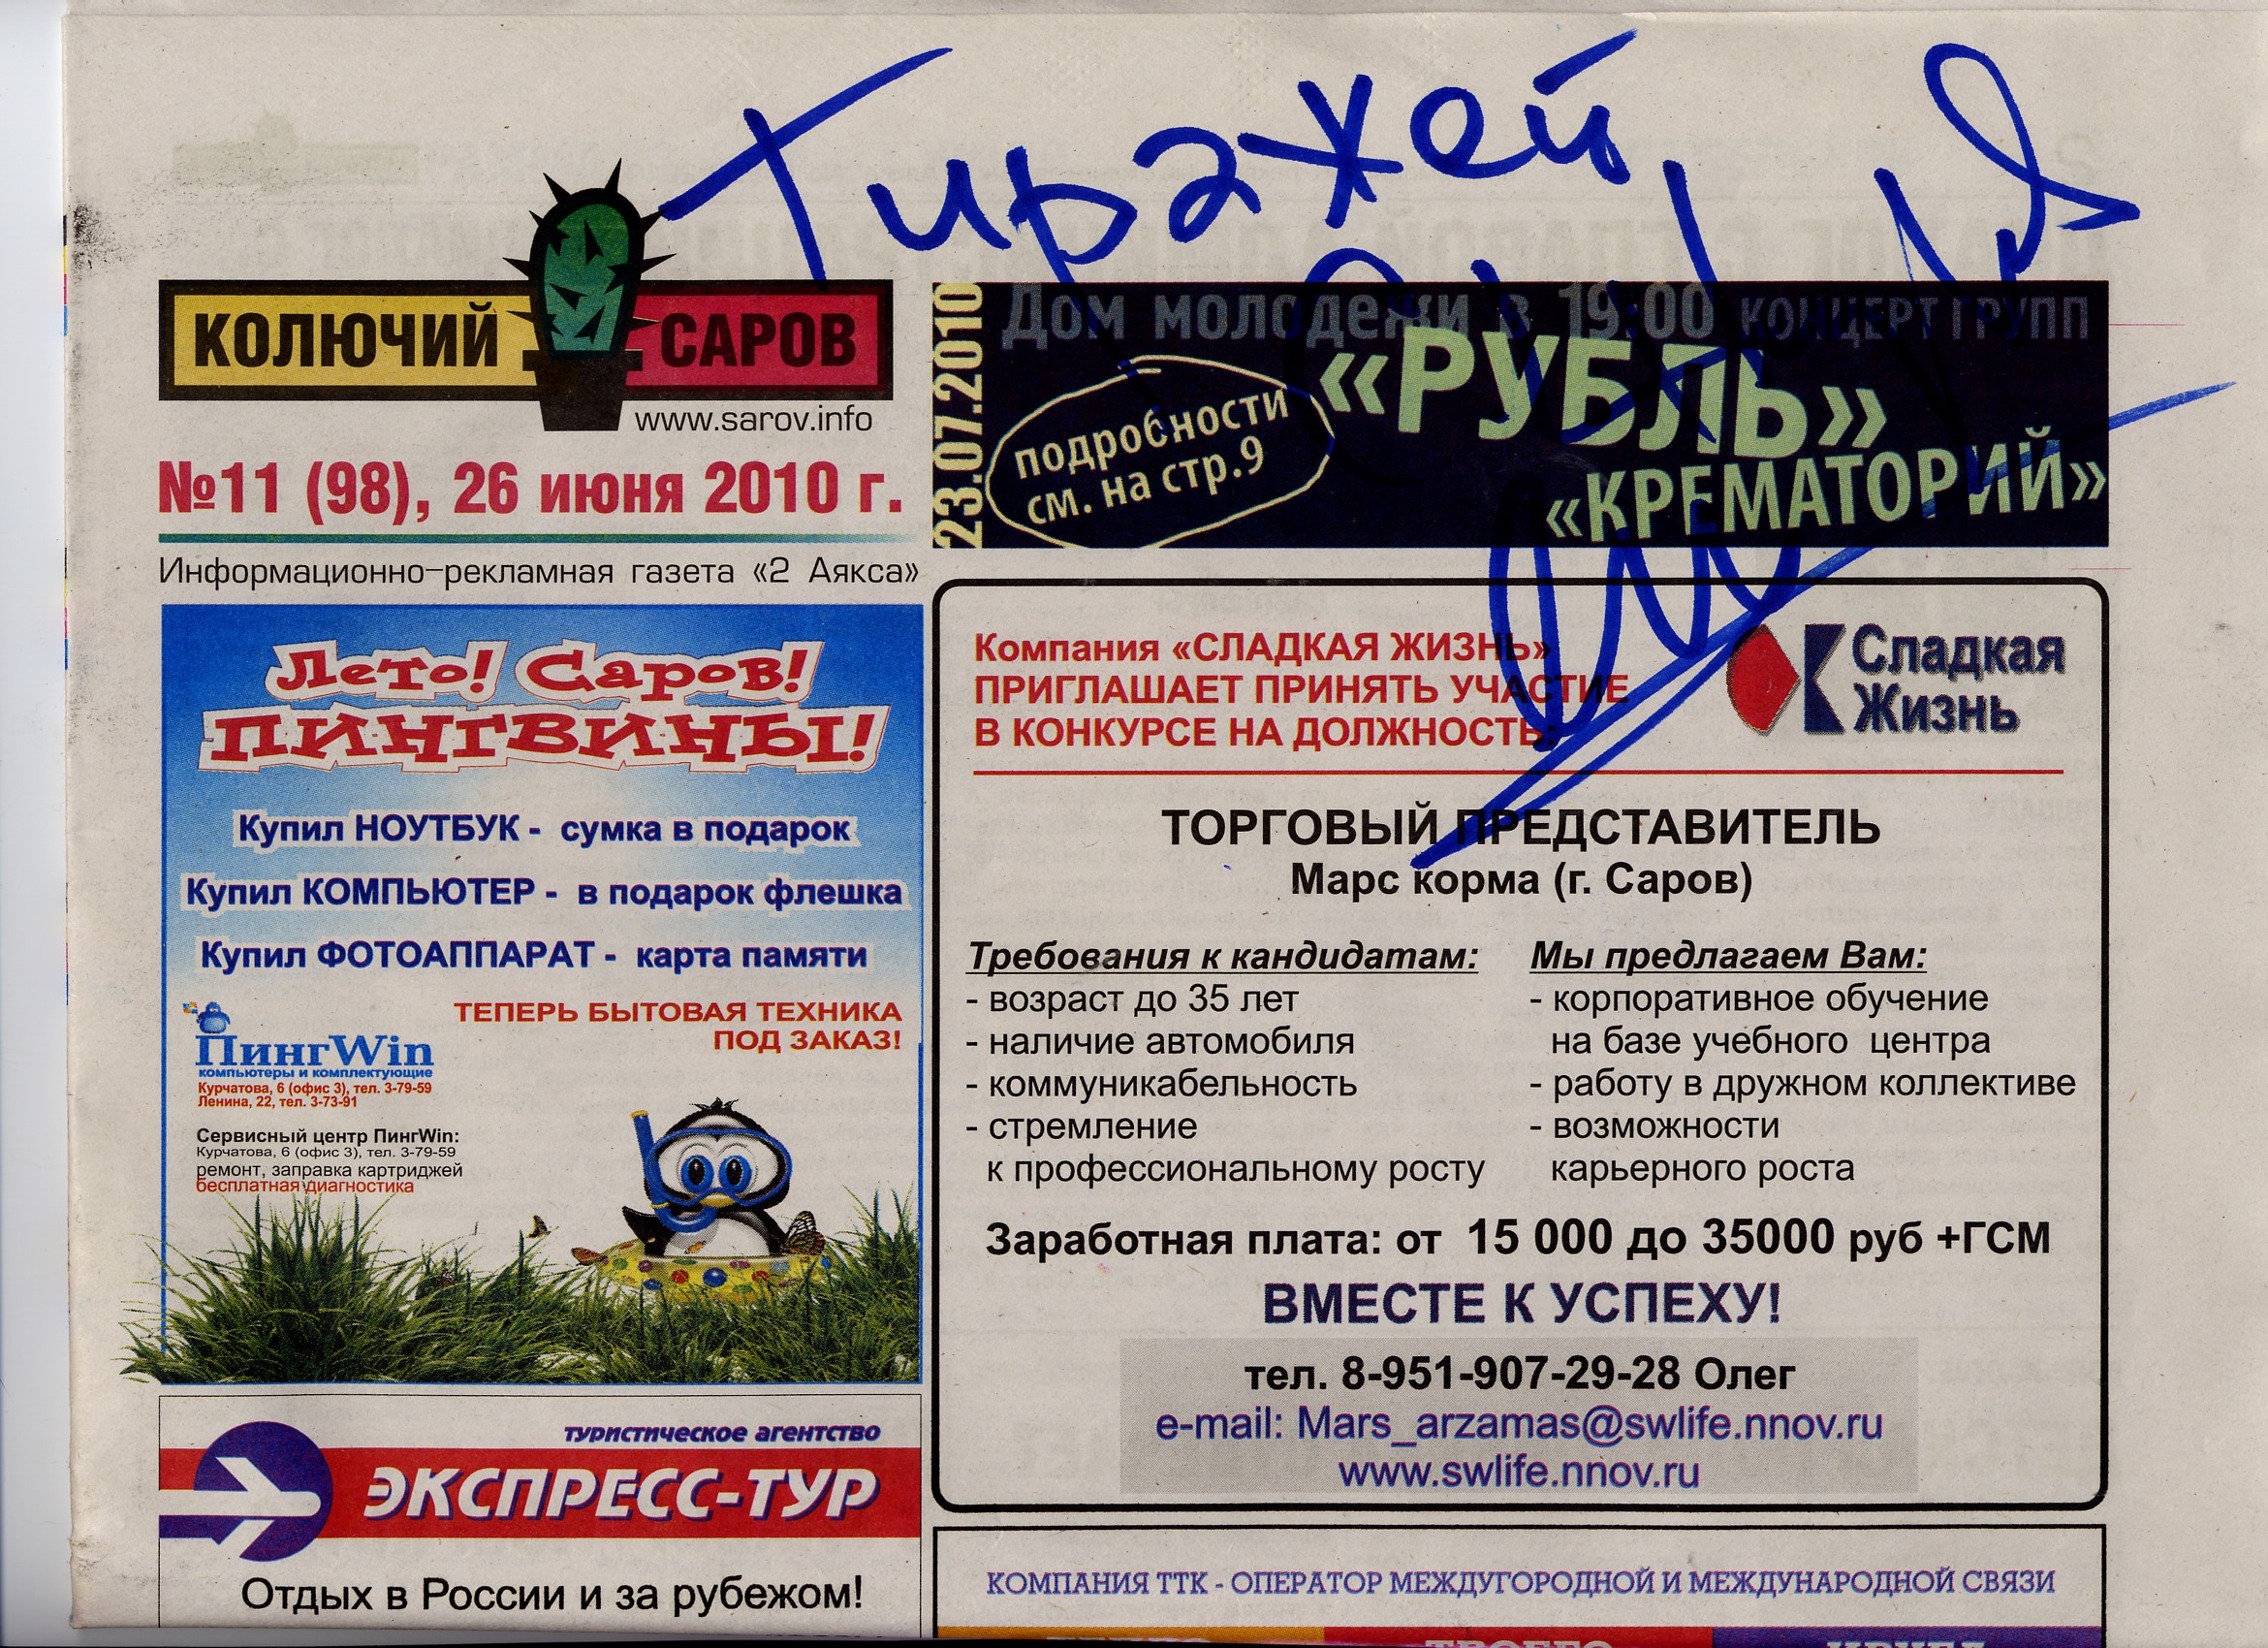 Тиражей
КОЛЮЧИЙ САРОВ
www.sarov.info
№11 (98), 26 июня 2010 г.
Информационно-рекламная газета «2 Аякса»
23.07.2010
Дом молодежи в 19:00 КОНЦЕРТ ГРУПП
«РУБЛЬ»
«КРЕМАТОРИЙ»
подробности
см. на стр.9
Лето! Саров!
ПИНГВИНЫ!
Купил НОУТБУК - сумка в подарок
Купил КОМПЬЮТЕР - в подарок флешка
Купил ФОТОАППАРАТ - карта памяти
ТЕПЕРЬ БЫТОВАЯ ТЕХНИКА
ПОД ЗАКАЗ!
ПингWin
компьютеры и комплектующие
Курчатова, 6 (офис 3), тел. 3-79-59
Ленина, 22, тел. 3-73-91
Сервисный центр ПингWin:
Курчатова, 6 (офис 3), тел. 3-79-59
ремонт, заправка картриджей
бесплатная диагностика
туристическое агентство
ЭКСПРЕСС-ТУР
Отдых в России и за рубежом!
Компания «СЛАДКАЯ ЖИЗНЬ»
ПРИГЛАШАЕТ ПРИНЯТЬ УЧАСТИЕ
В КОНКУРСЕ НА ДОЛЖНОСТЬ:
Сладкая
Жизнь
ТОРГОВЫЙ ПРЕДСТАВИТЕЛЬ
Марс корма (г. Саров)
Требования к кандидатам:
- возраст до 35 лет
- наличие автомобиля
- коммуникабельность
- стремление
к профессиональному росту
Мы предлагаем Вам:
- корпоративное обучение
на базе учебного центра
- работу в дружном коллективе
- возможности
карьерного роста
Заработная плата: от 15 000 до 35000 руб +ГСМ
ВМЕСТЕ К УСПЕХУ!
тел. 8-951-907-29-28 Олег
e-mail: Mars_arzamas@swlife.nnov.ru
www.swlife.nnov.ru
КОМПАНИЯ ТТК - ОПЕРАТОР МЕЖДУГОРОДНОЙ И МЕЖДУНАРОДНОЙ СВЯЗИ